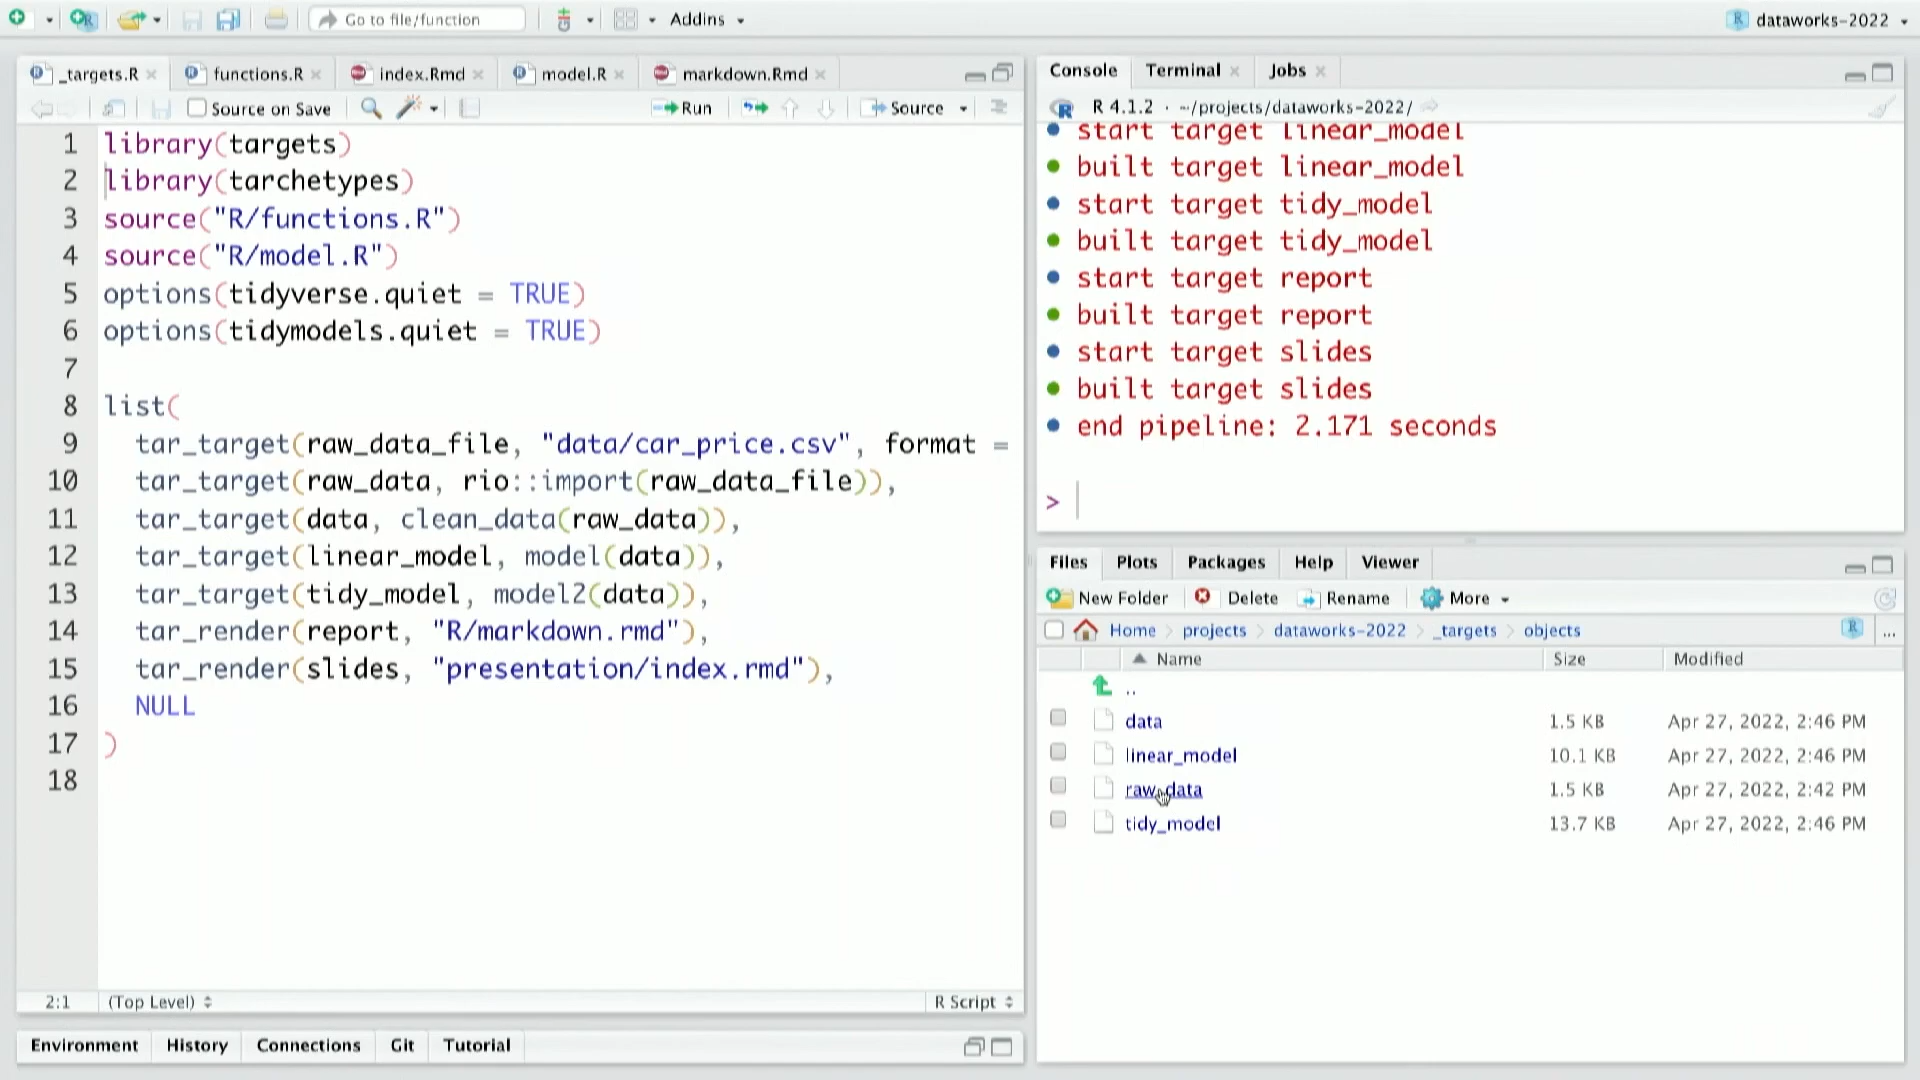 Go to file/function
Addins
dataworks-2022
_targets.R
functions.R
index.Rmd
model.R
markdown.Rmd
Source on Save
Run
Source
1 library(targets)
2 library(tarchetypes)
3 source("R/functions.R")
4 source("R/model.R")
5 options(tidyverse.quiet = TRUE)
6 options(tidymodels.quiet = TRUE)
7
8 list(
9 tar_target(raw_data_file, "data/car_price.csv", format =
10 tar_target(raw_data, rio::import(raw_data_file)),
11 tar_target(data, clean_data(raw_data)),
12 tar_target(linear_model, model(data)),
13 tar_target(tidy_model, model2(data)),
14 tar_render(report, "R/markdown.rmd"),
15 tar_render(slides, "presentation/index.rmd"),
16 NULL
17 )
18
2:1 (Top Level) R Script
Environment History Connections Git Tutorial
Console Terminal Jobs
R 4.1.2 · ~/projects/dataworks-2022/
start target linear_model
built target linear_model
start target tidy_model
built target tidy_model
start target report
built target report
start target slides
built target slides
end pipeline: 2.171 seconds
>
Files Plots Packages Help Viewer
New Folder Delete Rename More
Home projects dataworks-2022 _targets objects ...
Name Size Modified
..
data 1.5 KB Apr 27, 2022, 2:46 PM
linear_model 10.1 KB Apr 27, 2022, 2:46 PM
raw_data 1.5 KB Apr 27, 2022, 2:42 PM
tidy_model 13.7 KB Apr 27, 2022, 2:46 PM